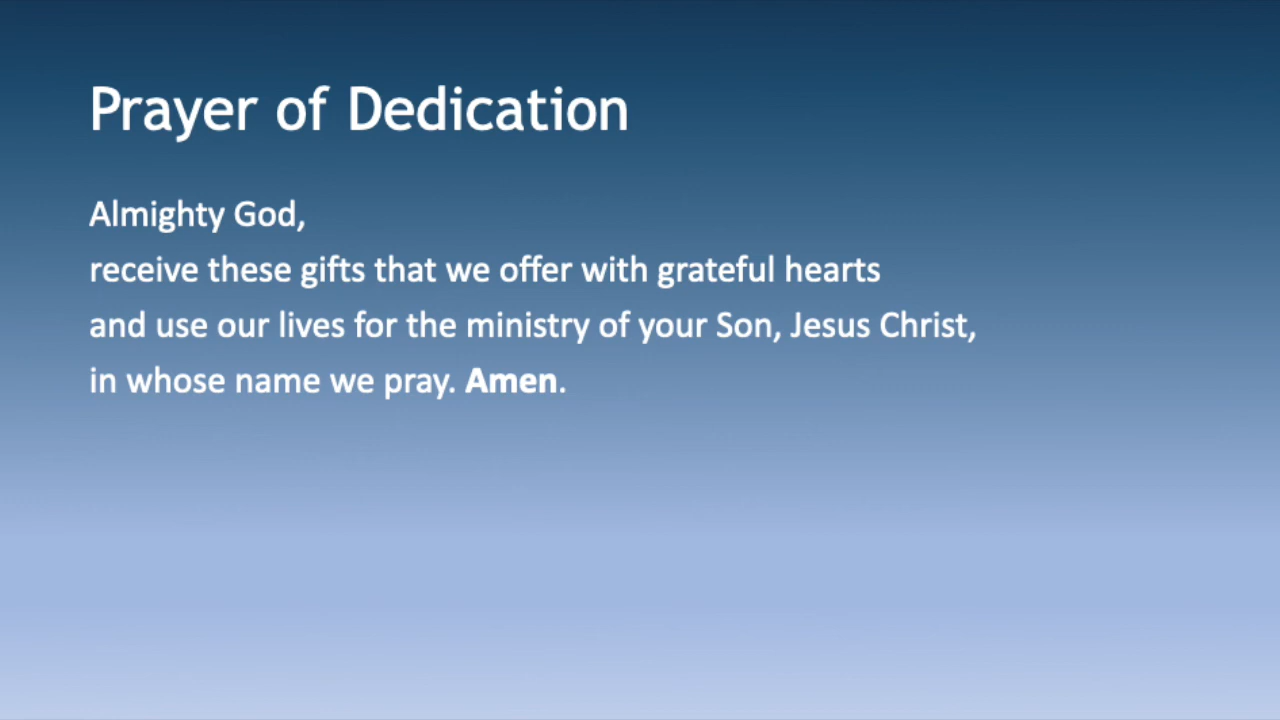 Prayer of Dedication
Almighty God,
receive these gifts that we offer with grateful hearts
and use our lives for the ministry of your Son, Jesus Christ,
in whose name we pray. Amen.